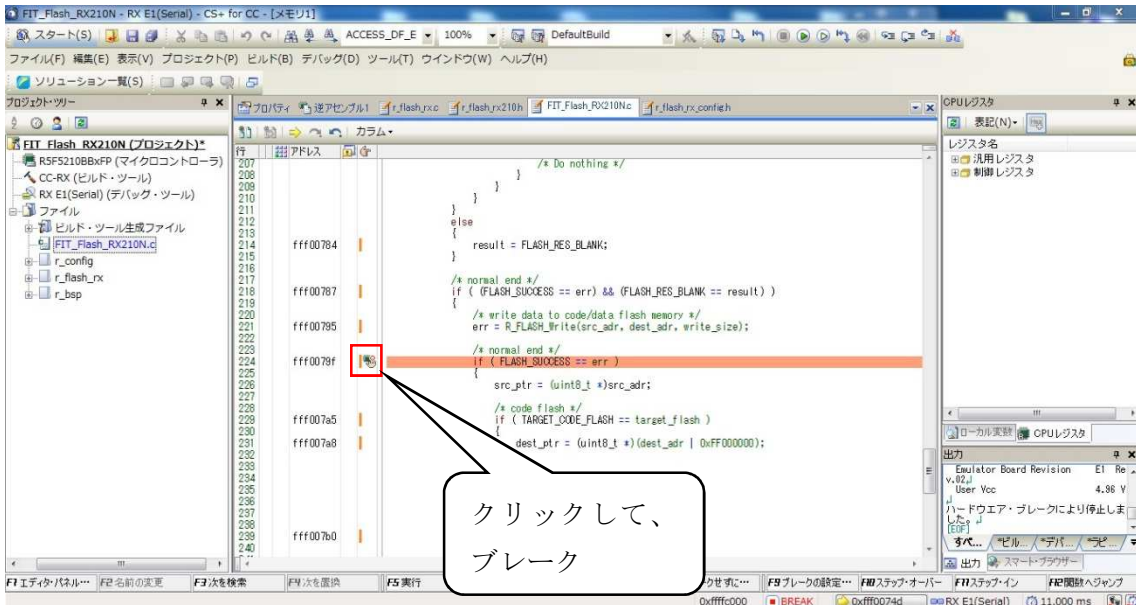 FIT_Flash_RX210N - RX E1(Serial) - CS+ for CC - [メモリ1]
スタート(S) ACCESS_DF_E 100% DefaultBuild
ファイル(F) 編集(E) 表示(V) プロジェクト(P) ビルド(B) デバッグ(D) ツール(T) ウインドウ(W) ヘルプ(H)
ソリューション一覧(S)
プロジェクト・ツリー
FIT_Flash_RX210N (プロジェクト)*
R5F5210BBxFP (マイクロコントローラ)
CC-RX (ビルド・ツール)
RX E1(Serial) (デバッグ・ツール)
ファイル
ビルド・ツール生成ファイル
FIT_Flash_RX210N.c
r_config
r_flash_rx
r_bsp
プロパティ 逆アセンブル1 r_flash_rx.c r_flash_rx210.h FIT_Flash_RX210N.c r_flash_rx_config.h
カラム
行 アドレス
207 /* Do nothing */
208 }
209 }
210 }
211 }
212 else
213 {
214 fff00784 result = FLASH_RES_BLANK;
215 }
216
217 /* normal end */
218 fff00787 if ( (FLASH_SUCCESS == err) && (FLASH_RES_BLANK == result) )
219 {
220 /* write data to code/data flash memory */
221 fff00795 err = R_FLASH_Write(src_adr, dest_adr, write_size);
222
223 /* normal end */
224 fff0079f if ( FLASH_SUCCESS == err )
225 {
226 src_ptr = (uint8_t *)src_adr;
227
228 /* code flash */
229 fff007a5 if ( TARGET_CODE_FLASH == target_flash )
230 {
231 fff007a8 dest_ptr = (uint8_t *)(dest_adr | 0xFF000000);
232
233
234
235
236
237
238
239 fff007b0
240
クリックして、
ブレーク
CPUレジスタ
表記(N)
レジスタ名
汎用レジスタ
制御レジスタ
ローカル変数 CPUレジスタ
出力
Emulator Board Revision E1 Re
v.02
User Vcc 4.96 V
ハードウエア・ブレークにより停止しま
した。
[EOF]
すべ... *ビル... *デバ... *ラピ...
出力 スマート・ブラウザー
F1エディタ・パネル… F2名前の変更 F3次を検索 F4次を置換 F5実行 クせずに… F9ブレークの設定… F10ステップ・オーバー F11ステップ・イン F12関数へジャンプ
0xffffc000 BREAK 0xfff0074d RX E1(Serial) 11.000 ms